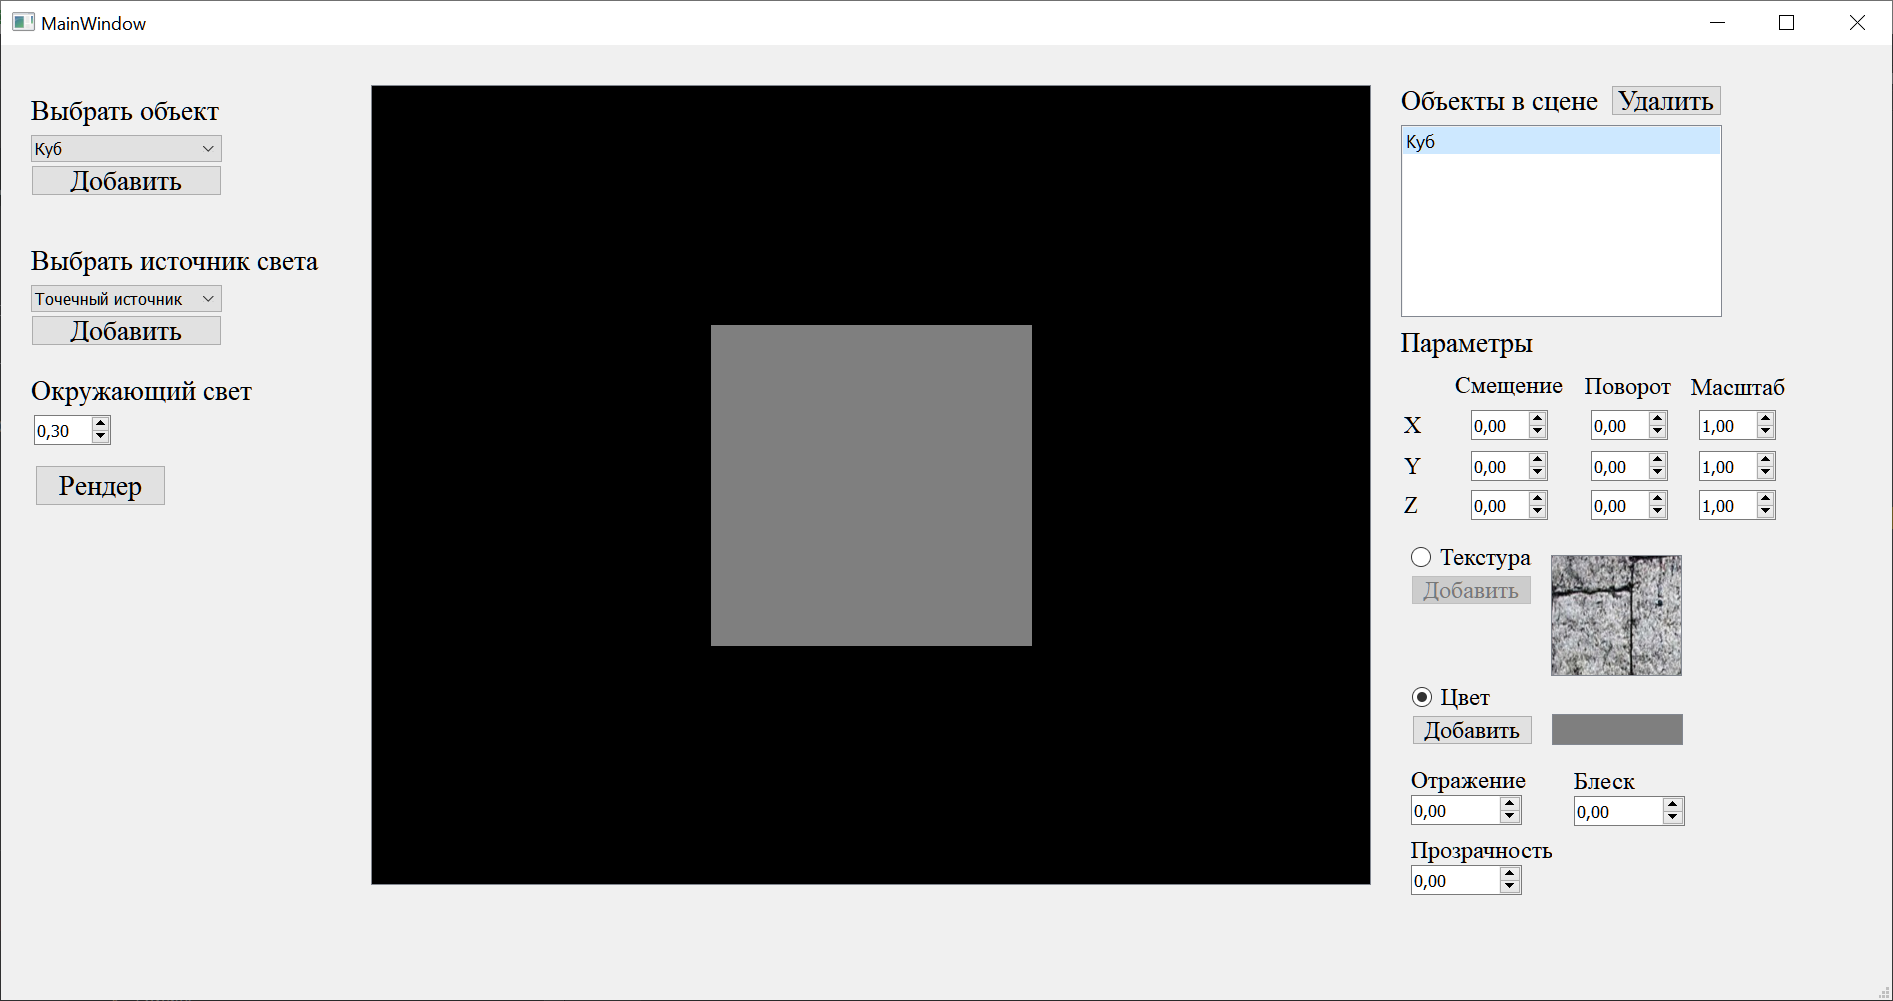 MainWindow
Выбрать объект
Куб
Добавить
Выбрать источник света
Точечный источник
Добавить
Окружающий свет
0,30
Рендер
Объекты в сцене Удалить
Куб
Параметры
Смещение Поворот Масштаб
X 0,00 0,00 1,00
Y 0,00 0,00 1,00
Z 0,00 0,00 1,00
Текстура
Добавить
Цвет
Добавить
Отражение Блеск
0,00 0,00
Прозрачность
0,00